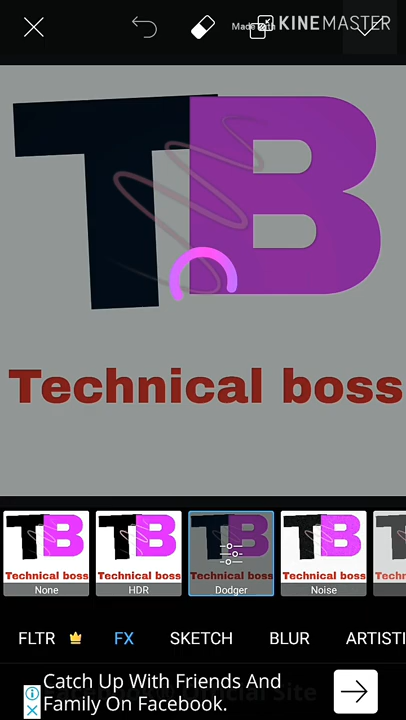 Made with KINEMASTER
TB
Technical boss
TB TB TB TB
Technical boss Technical boss Technical boss Technical boss
None HDR Dodger Noise
FLTR FX SKETCH BLUR ARTISTI
Catch Up With Friends And
Family On Facebook.